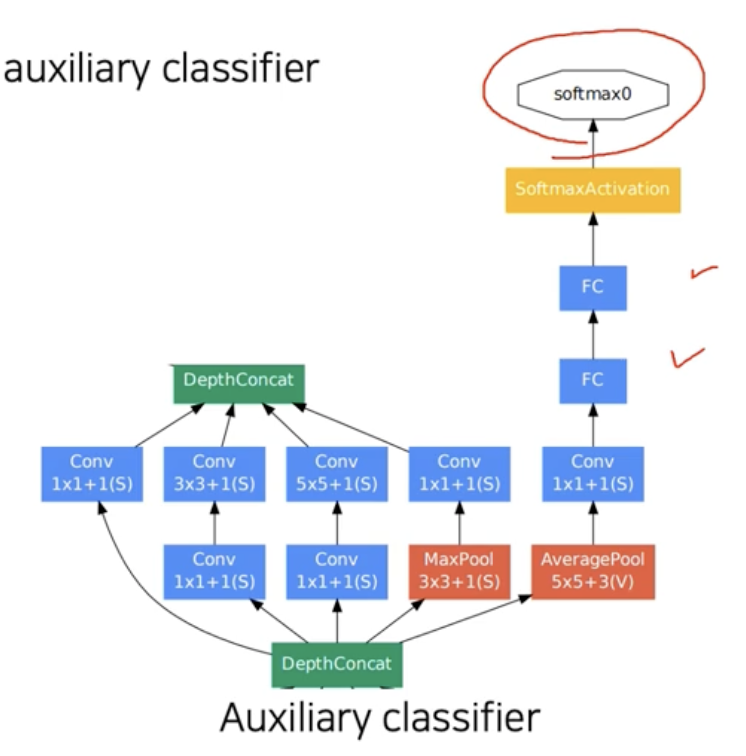 auxiliary classifier
softmax0
SoftmaxActivation
FC
FC
DepthConcat
Conv
1x1+1(S)
Conv
3x3+1(S)
Conv
5x5+1(S)
Conv
1x1+1(S)
Conv
1x1+1(S)
Conv
1x1+1(S)
Conv
1x1+1(S)
MaxPool
3x3+1(S)
AveragePool
5x5+3(V)
DepthConcat
Auxiliary classifier